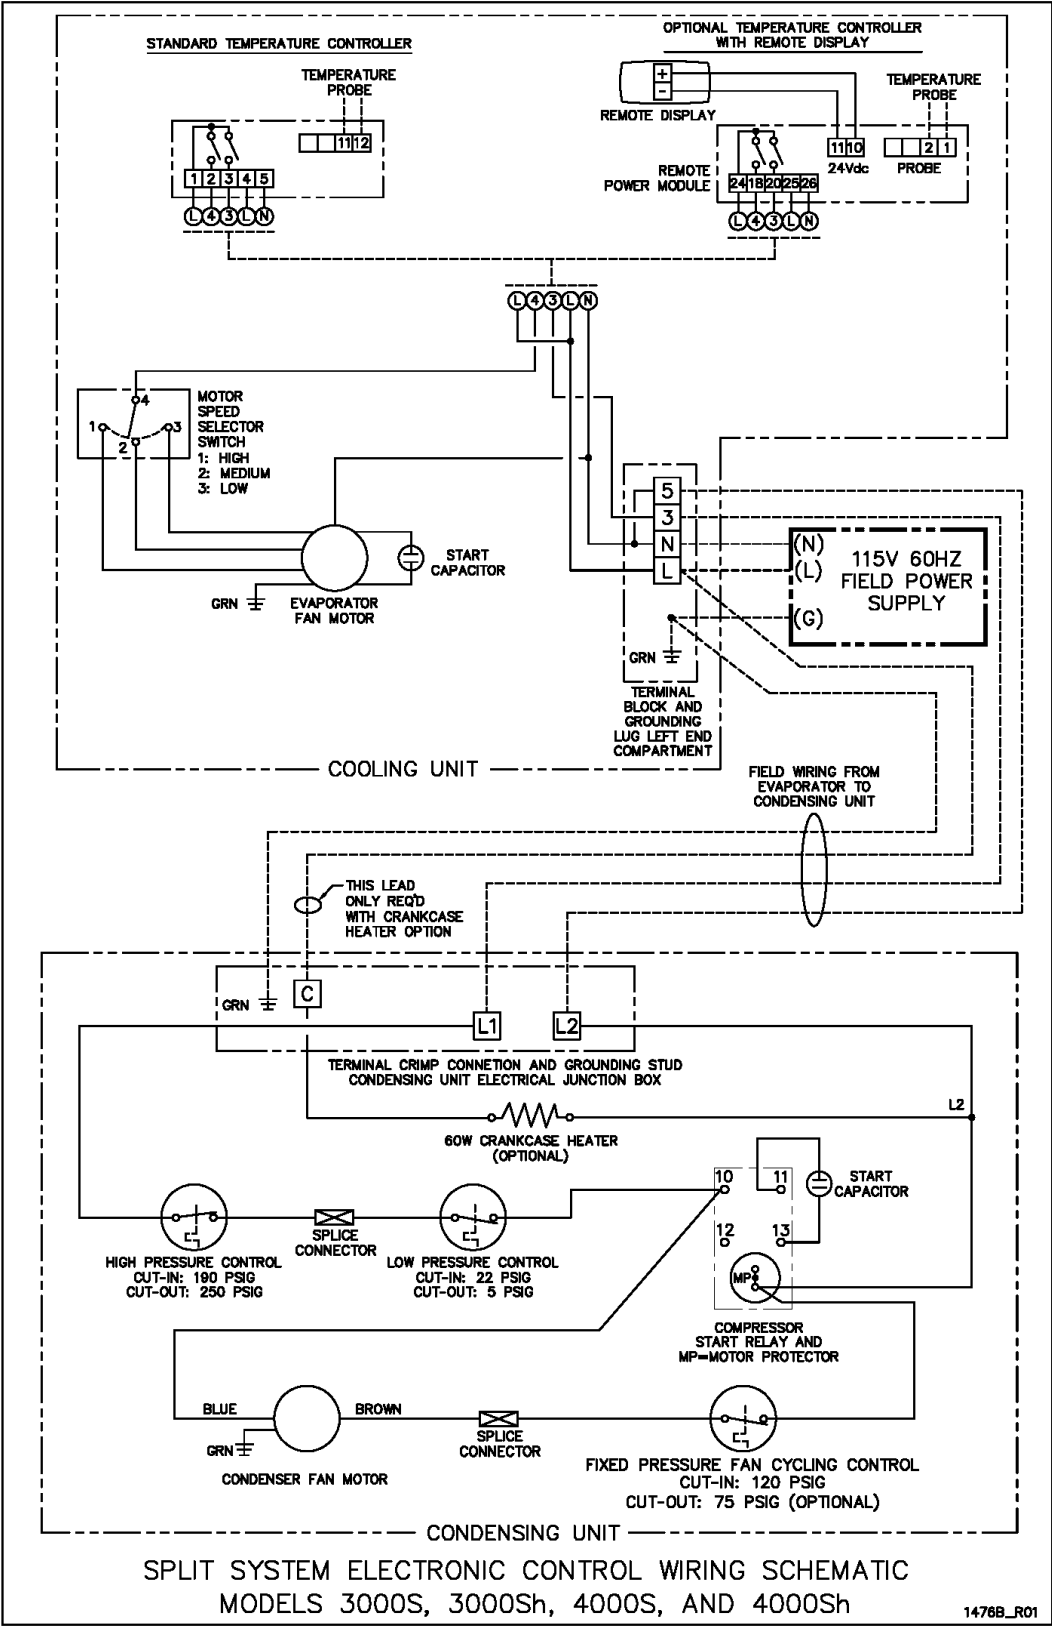 STANDARD TEMPERATURE CONTROLLER
TEMPERATURE
PROBE
11 12
1 2 3 4 5
L 4 3 L N
OPTIONAL TEMPERATURE CONTROLLER
WITH REMOTE DISPLAY
+
-
REMOTE DISPLAY
TEMPERATURE
PROBE
11 10
24Vdc
2 1
PROBE
REMOTE
POWER MODULE
24 18 20 25 26
L 4 3 L N
L 4 3 L N
4
1
2
3
MOTOR
SPEED
SELECTOR
SWITCH
1: HIGH
2: MEDIUM
3: LOW
START
CAPACITOR
GRN
EVAPORATOR
FAN MOTOR
5
3
N
L
(N)
(L)
(G)
115V 60HZ
FIELD POWER
SUPPLY
GRN
TERMINAL
BLOCK AND
GROUNDING
LUG LEFT END
COMPARTMENT
COOLING UNIT
FIELD WIRING FROM
EVAPORATOR TO
CONDENSING UNIT
THIS LEAD
ONLY REQ'D
WITH CRANKCASE
HEATER OPTION
GRN
C
L1
L2
TERMINAL CRIMP CONNETION AND GROUNDING STUD
CONDENSING UNIT ELECTRICAL JUNCTION BOX
L2
60W CRANKCASE HEATER
(OPTIONAL)
10
11
12
13
START
CAPACITOR
MP
SPLICE
CONNECTOR
HIGH PRESSURE CONTROL
CUT-IN: 190 PSIG
CUT-OUT: 250 PSIG
LOW PRESSURE CONTROL
CUT-IN: 22 PSIG
CUT-OUT: 5 PSIG
COMPRESSOR
START RELAY AND
MP=MOTOR PROTECTOR
BLUE
BROWN
GRN
CONDENSER FAN MOTOR
SPLICE
CONNECTOR
FIXED PRESSURE FAN CYCLING CONTROL
CUT-IN: 120 PSIG
CUT-OUT: 75 PSIG (OPTIONAL)
CONDENSING UNIT
SPLIT SYSTEM ELECTRONIC CONTROL WIRING SCHEMATIC
MODELS 3000S, 3000Sh, 4000S, AND 4000Sh
1476B_R01